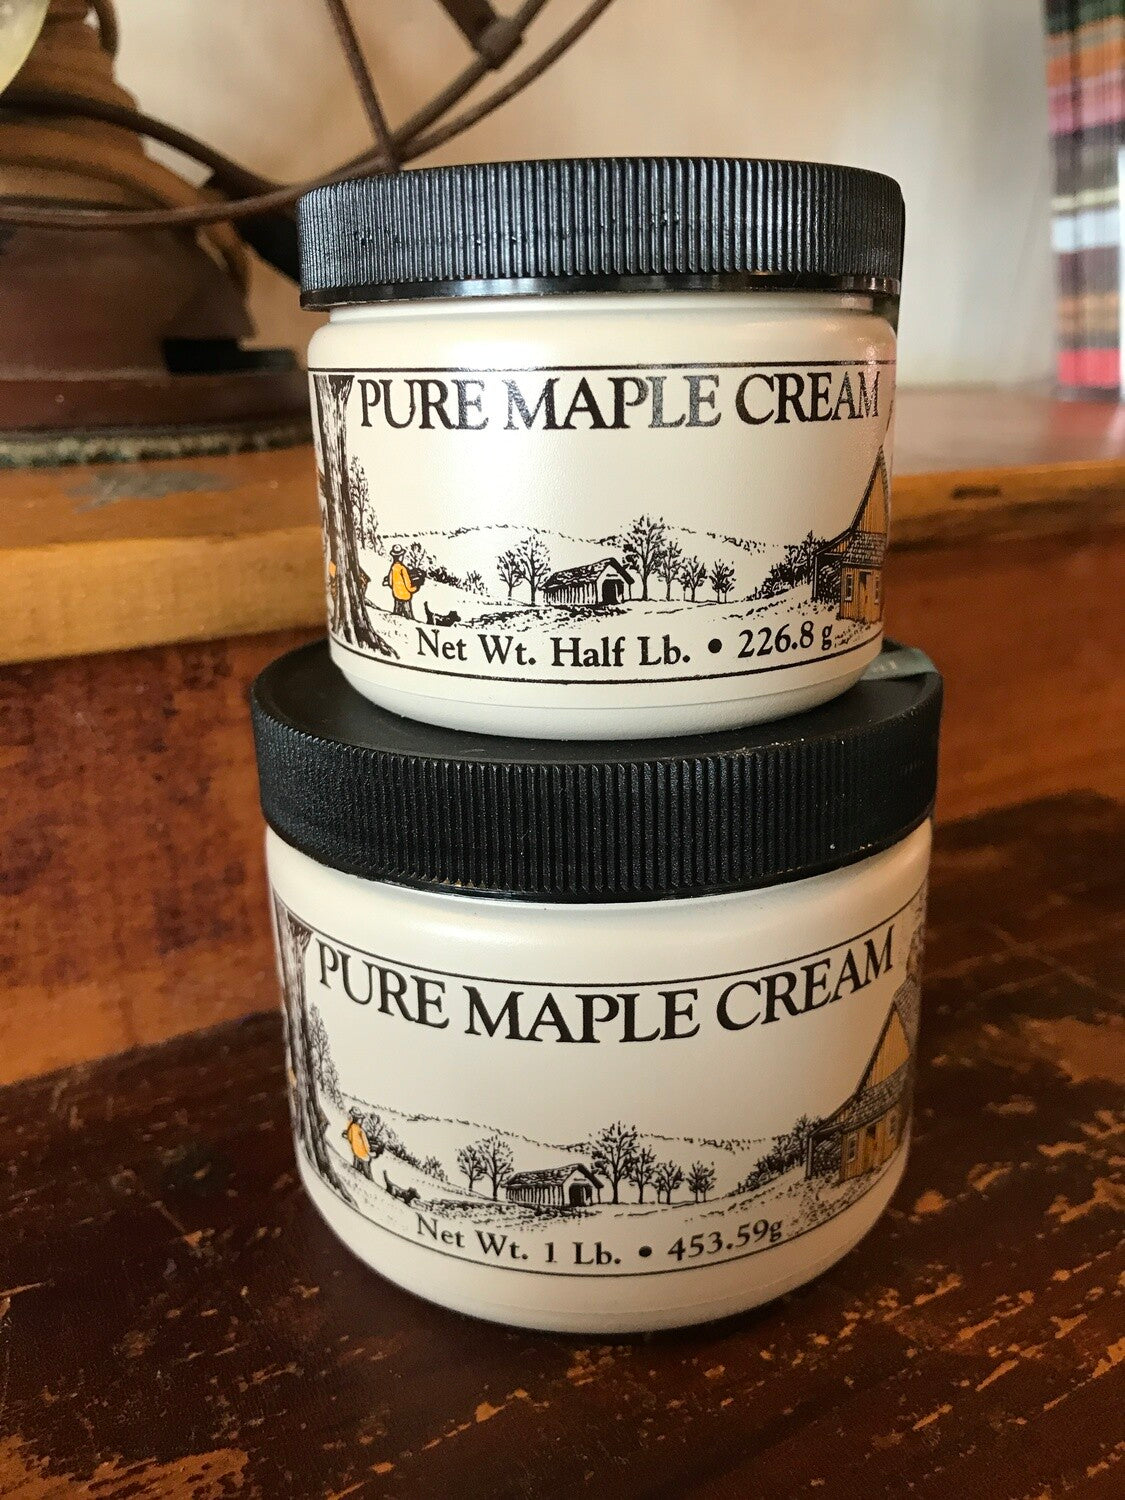 PURE MAPLE CREAM
Net Wt. Half Lb. • 226.8 g
PURE MAPLE CREAM
Net Wt. 1 Lb. • 453.59g